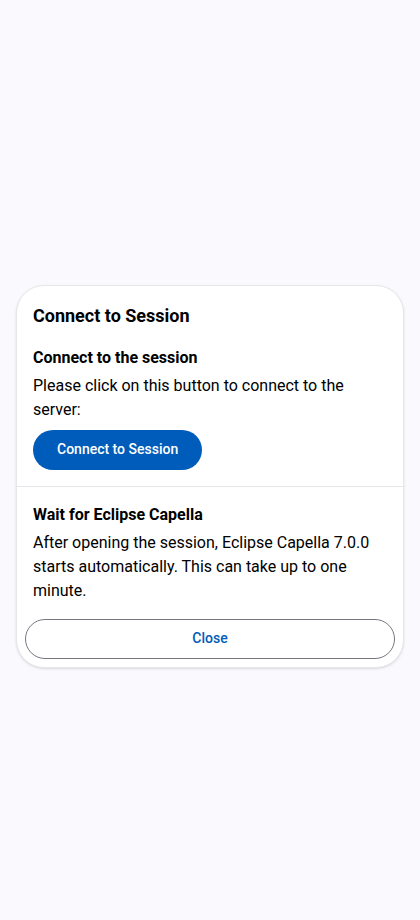 Connect to Session
Connect to the session
Please click on this button to connect to the
server:
Connect to Session
Wait for Eclipse Capella
After opening the session, Eclipse Capella 7.0.0
starts automatically. This can take up to one
minute.
Close